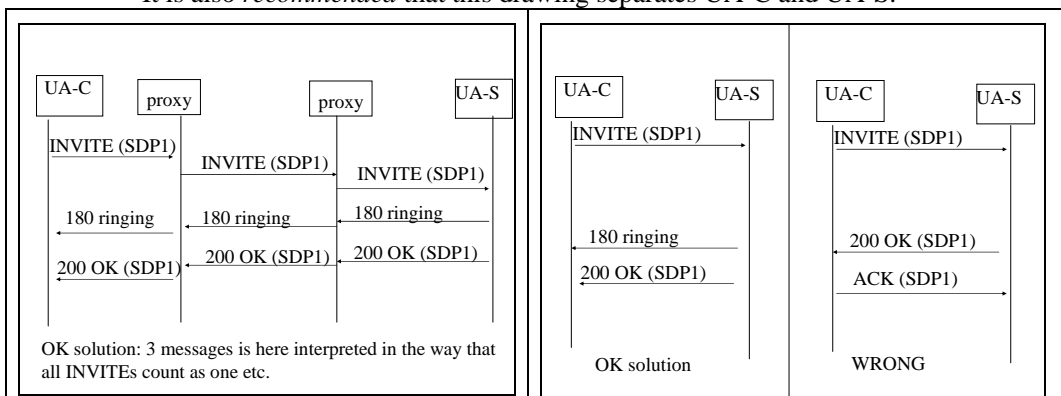 It is also recommended that this drawing separates UA-C and UA-S.
UA-C
proxy
proxy
UA-S
INVITE (SDP1)
INVITE (SDP1)
INVITE (SDP1)
180 ringing
180 ringing
180 ringing
200 OK (SDP1)
200 OK (SDP1)
200 OK (SDP1)
OK solution: 3 messages is here interpreted in the way that
all INVITEs count as one etc.
UA-C
UA-S
INVITE (SDP1)
180 ringing
200 OK (SDP1)
OK solution
UA-C
UA-S
INVITE (SDP1)
200 OK (SDP1)
ACK (SDP1)
WRONG